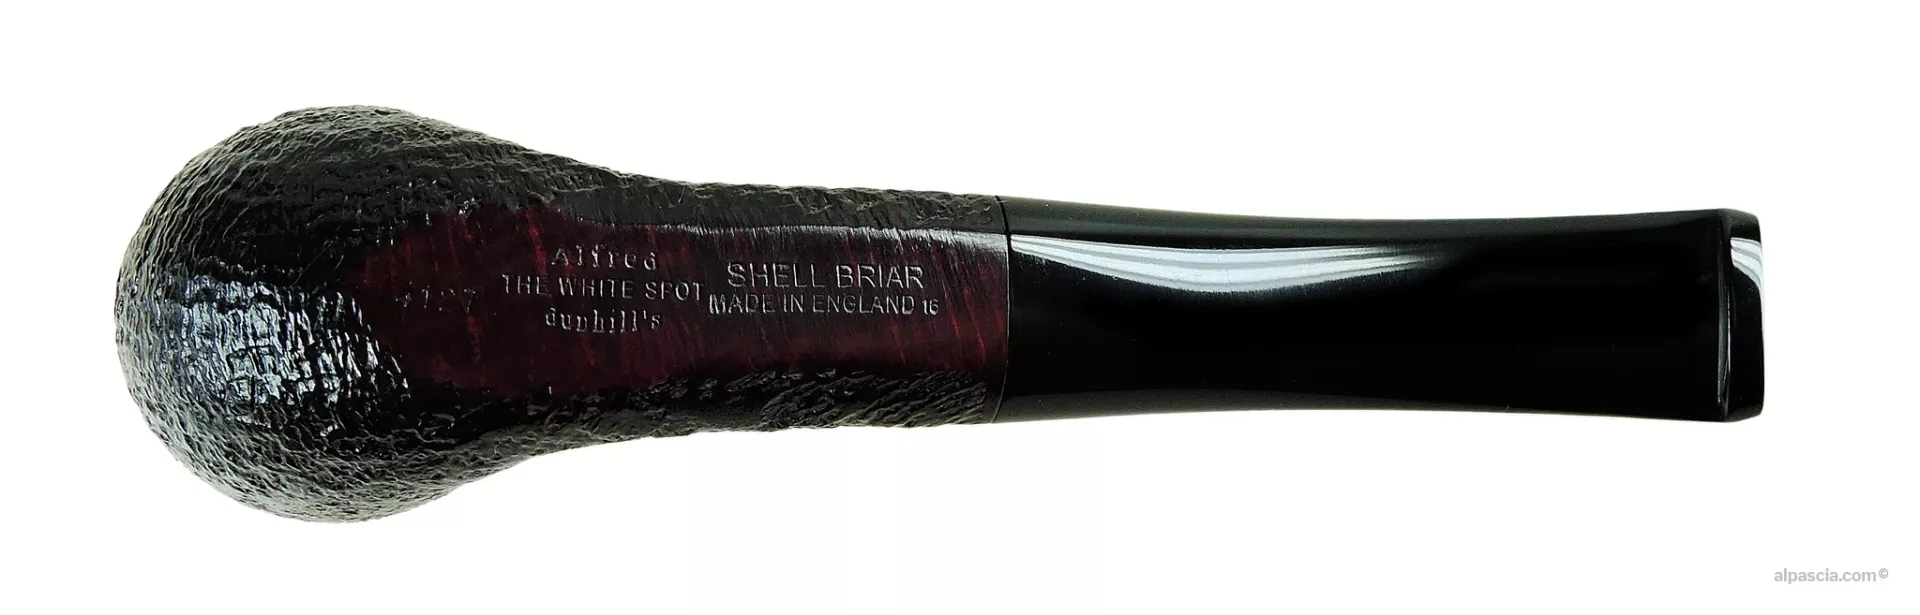 4127
Alfred
THE WHITE SPOT
dunhill's
SHELL BRIAR
MADE IN ENGLAND 16
alpascia.com©